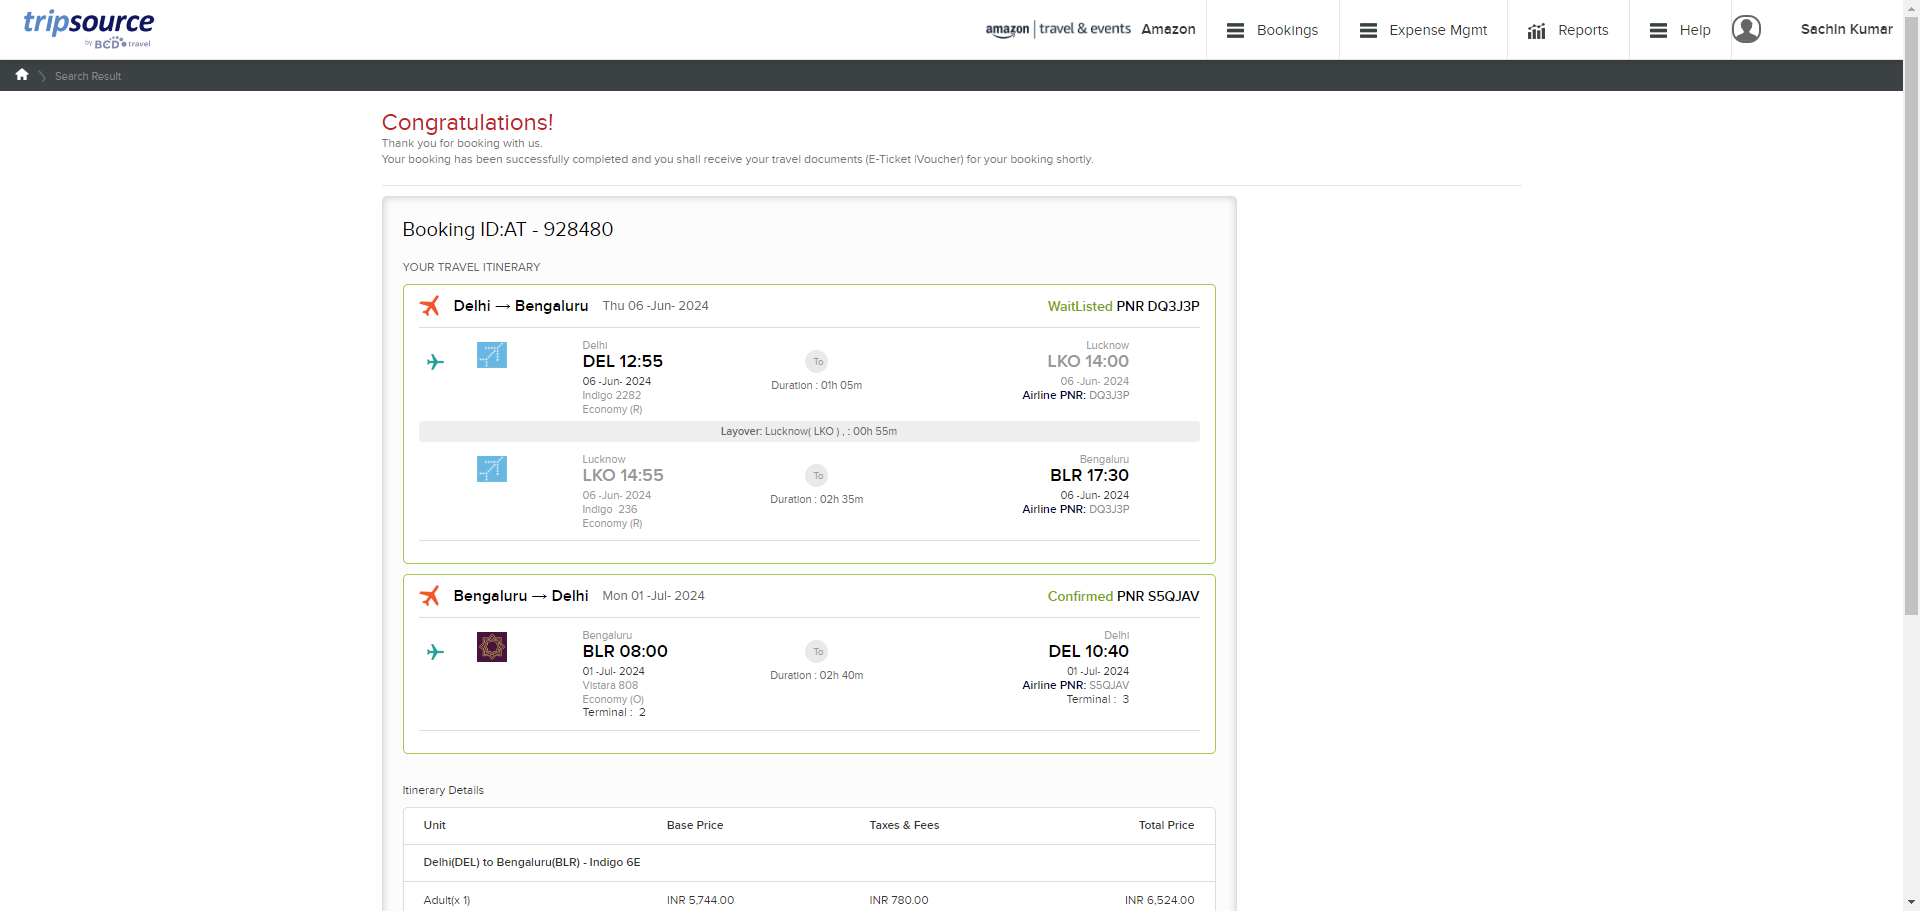 tripsource
by BCD travel
amazon | travel & events Amazon
Bookings
Expense Mgmt
Reports
Help
Sachin Kumar
Search Result
Congratulations!
Thank you for booking with us.
Your booking has been successfully completed and you shall receive your travel documents (E-Ticket \Voucher) for your booking shortly.
Booking ID:AT - 928480
YOUR TRAVEL ITINERARY
Delhi → Bengaluru Thu 06 -Jun- 2024 WaitListed PNR DQ3J3P
Delhi Lucknow
DEL 12:55 To LKO 14:00
06 -Jun- 2024 Duration : 01h 05m 06 -Jun- 2024
Indigo 2282 Airline PNR: DQ3J3P
Economy (R)
Layover: Lucknow( LKO ) , : 00h 55m
Lucknow Bengaluru
LKO 14:55 To BLR 17:30
06 -Jun- 2024 Duration : 02h 35m 06 -Jun- 2024
Indigo 236 Airline PNR: DQ3J3P
Economy (R)
Bengaluru → Delhi Mon 01 -Jul- 2024 Confirmed PNR S5QJAV
Bengaluru Delhi
BLR 08:00 To DEL 10:40
01 -Jul- 2024 Duration : 02h 40m 01 -Jul- 2024
Vistara 808 Airline PNR: S5QJAV
Economy (O) Terminal : 3
Terminal : 2
Itinerary Details
Unit Base Price Taxes & Fees Total Price
Delhi(DEL) to Bengaluru(BLR) - Indigo 6E
Adult(x 1) INR 5,744.00 INR 780.00 INR 6,524.00